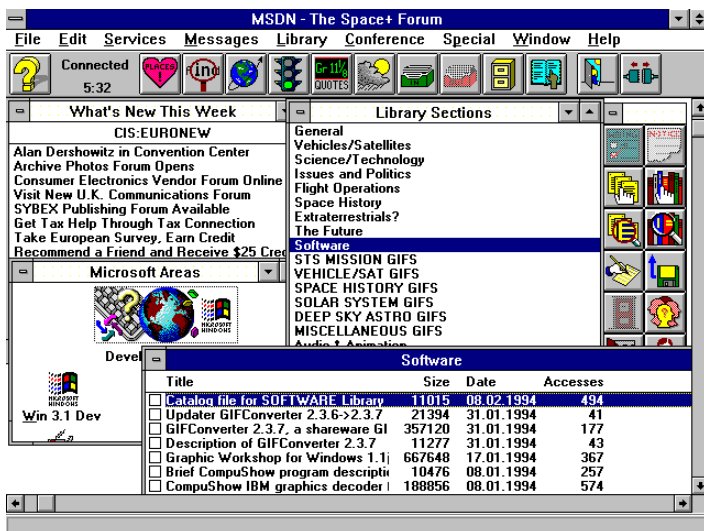 MSDN - The Space+ Forum
File Edit Services Messages Library Conference Special Window Help
Connected
5:32
PLACES!
Find
Gr 11⅛
QUOTES
What's New This Week
CIS:EURONEW
Alan Dershowitz in Convention Center
Archive Photos Forum Opens
Consumer Electronics Vendor Forum Online
Visit New U.K. Communications Forum
SYBEX Publishing Forum Available
Get Tax Help Through Tax Connection
Take European Survey, Earn Credit
Recommend a Friend and Receive $25 Cre
Library Sections
General
Vehicles/Satellites
Science/Technology
Issues and Politics
Flight Operations
Space History
Extraterrestrials?
The Future
Software
STS MISSION GIFS
VEHICLE/SAT GIFS
SPACE HISTORY GIFS
SOLAR SYSTEM GIFS
DEEP SKY ASTRO GIFS
MISCELLANEOUS GIFS
NOTICE
Microsoft Areas
MICROSOFT
WINDOWS
Devel
MICROSOFT
WINDOWS
Win 3.1 Dev
Software
Title Size Date Accesses
Catalog file for SOFTWARE Library 11015 08.02.1994 494
Updater GIFConverter 2.3.6->2.3.7 21394 31.01.1994 41
GIFConverter 2.3.7, a shareware GI 357120 31.01.1994 177
Description of GIFConverter 2.3.7 11277 31.01.1994 43
Graphic Workshop for Windows 1.1 667648 17.01.1994 367
Brief CompuShow program descripti 10476 08.01.1994 257
CompuShow IBM graphics decoder 188856 08.01.1994 574